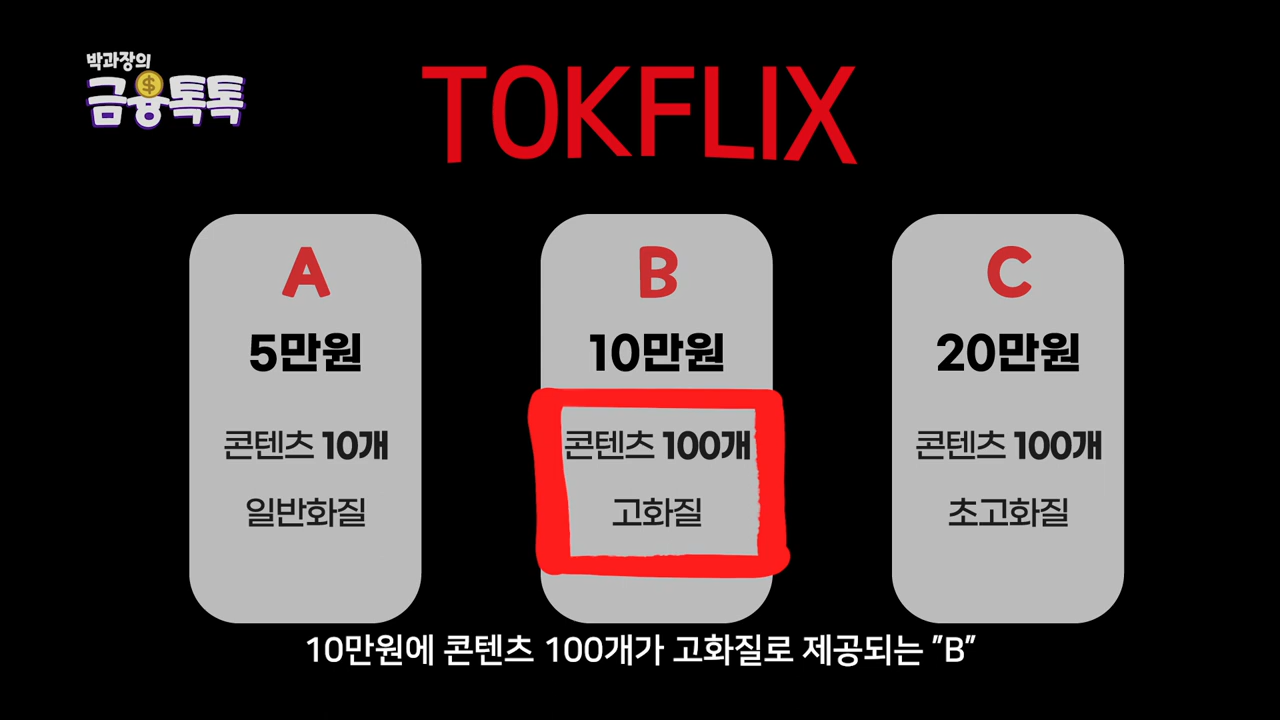 박과장의
금융톡톡
TOKFLIX
A
5만원
콘텐츠 10개
일반화질
B
10만원
콘텐츠 100개
고화질
C
20만원
콘텐츠 100개
초고화질
10만원에 콘텐츠 100개가 고화질로 제공되는 "B"